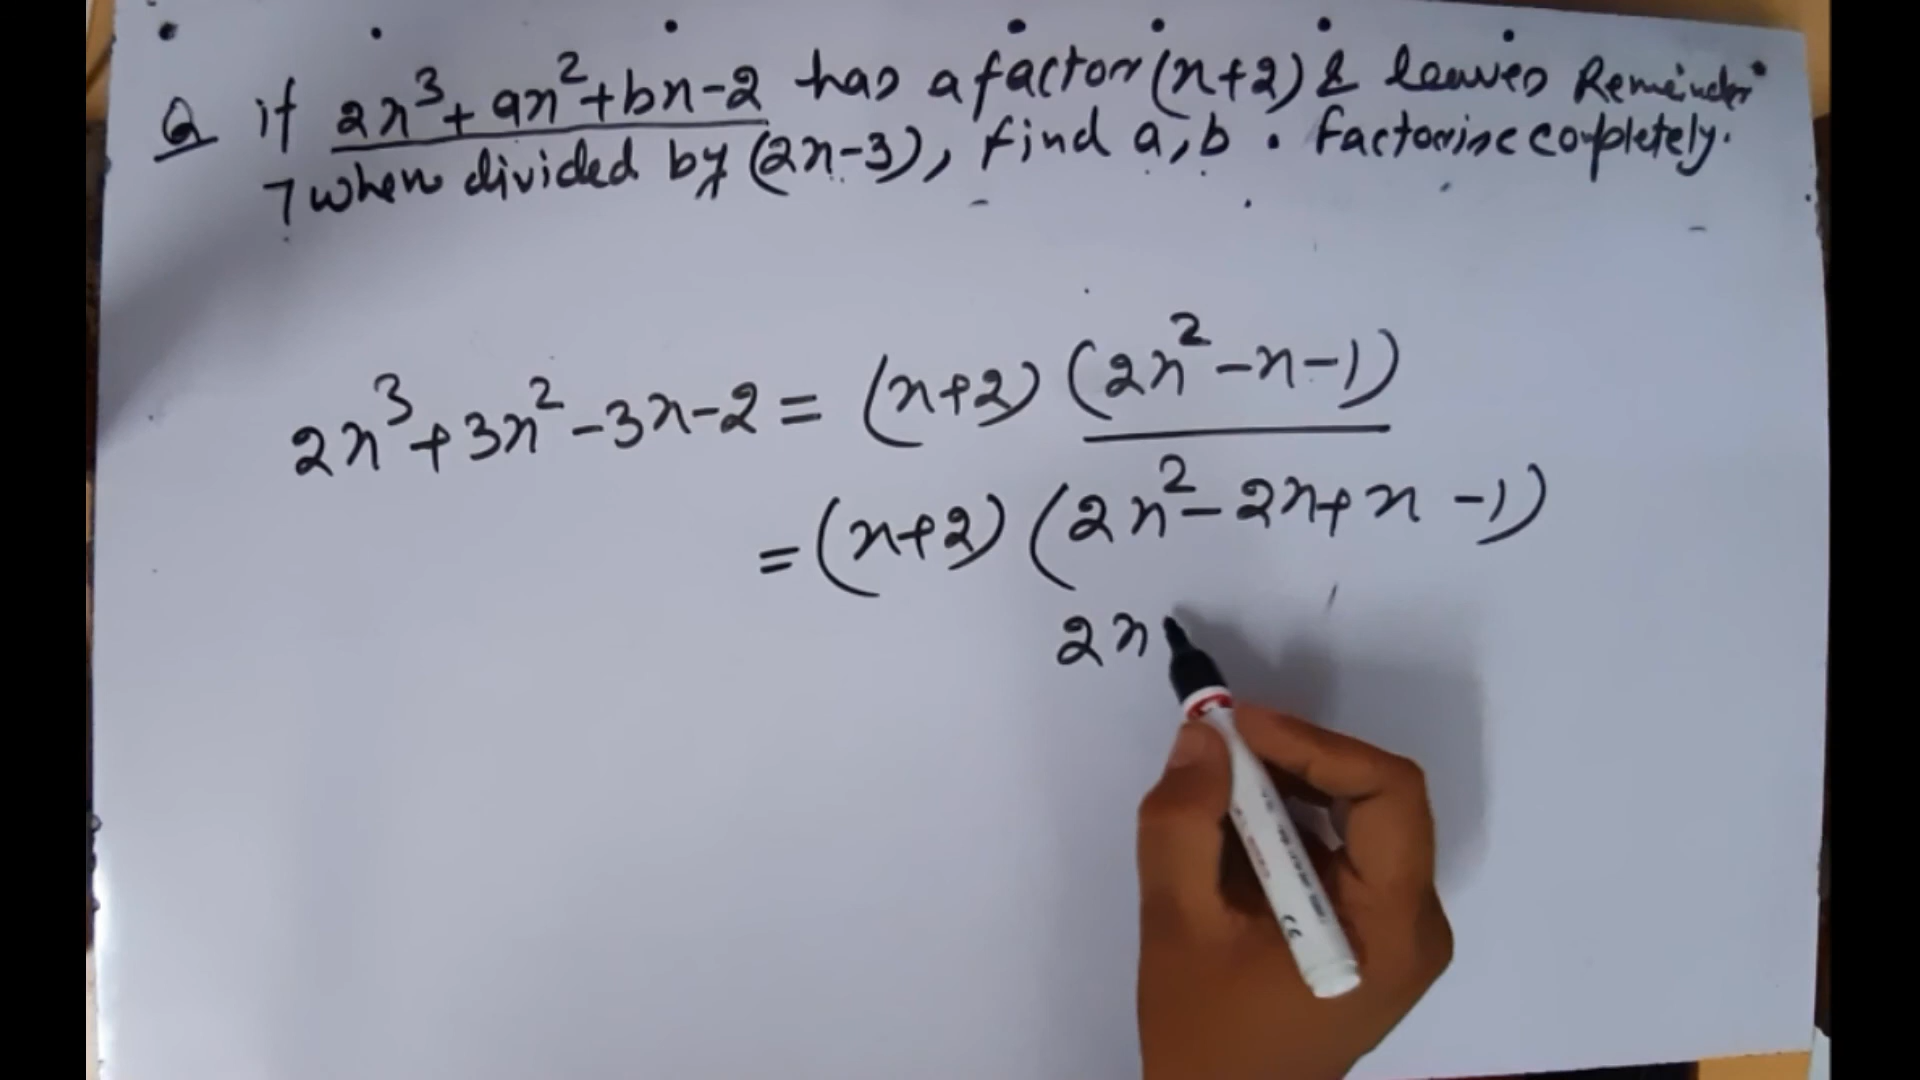 Q if 2x³+ax²+bx-2 has a factor (x+2) & leaves Remeinder
7 when divided by (2x-3), find a,b . factorise completely.
2x³+3x²-3x-2 = (x+2) (2x²-x-1)
= (x+2) (2x²-2x+x-1)
2x